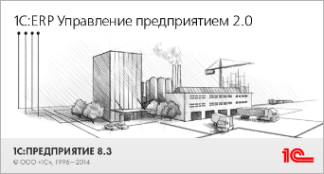 1С:ERP Управление предприятием 2.0
1С:ПРЕДПРИЯТИЕ 8.3
© ООО «1С», 1996—2014
1С